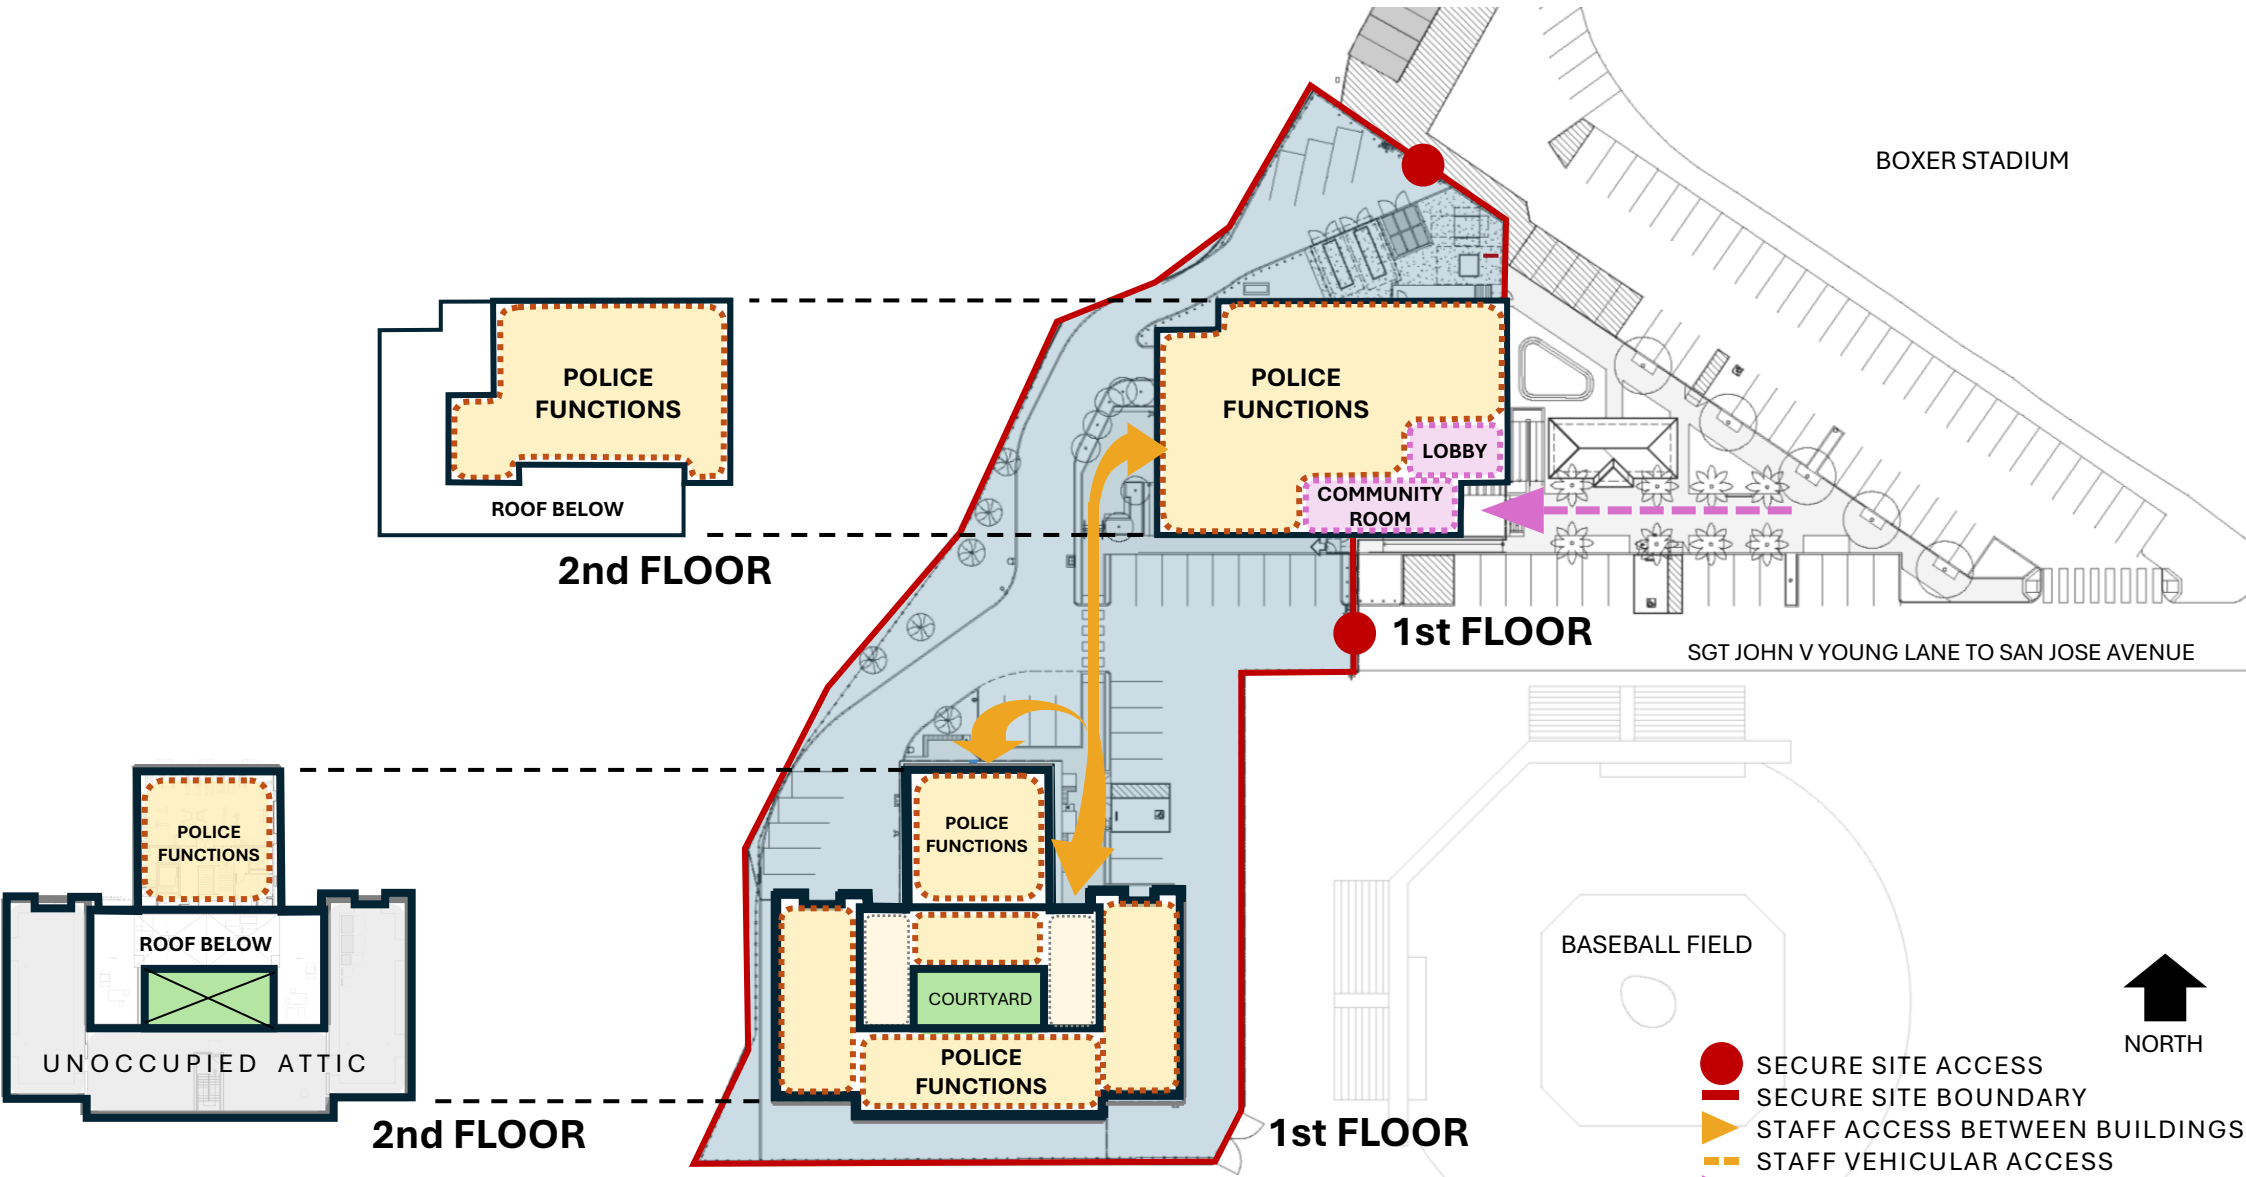 BOXER STADIUM
POLICE
FUNCTIONS
ROOF BELOW
2nd FLOOR
POLICE
FUNCTIONS
LOBBY
COMMUNITY
ROOM
1st FLOOR
SGT JOHN V YOUNG LANE TO SAN JOSE AVENUE
POLICE
FUNCTIONS
ROOF BELOW
UNOCCUPIED ATTIC
2nd FLOOR
POLICE
FUNCTIONS
COURTYARD
POLICE
FUNCTIONS
1st FLOOR
BASEBALL FIELD
NORTH
SECURE SITE ACCESS
SECURE SITE BOUNDARY
STAFF ACCESS BETWEEN BUILDINGS
STAFF VEHICULAR ACCESS